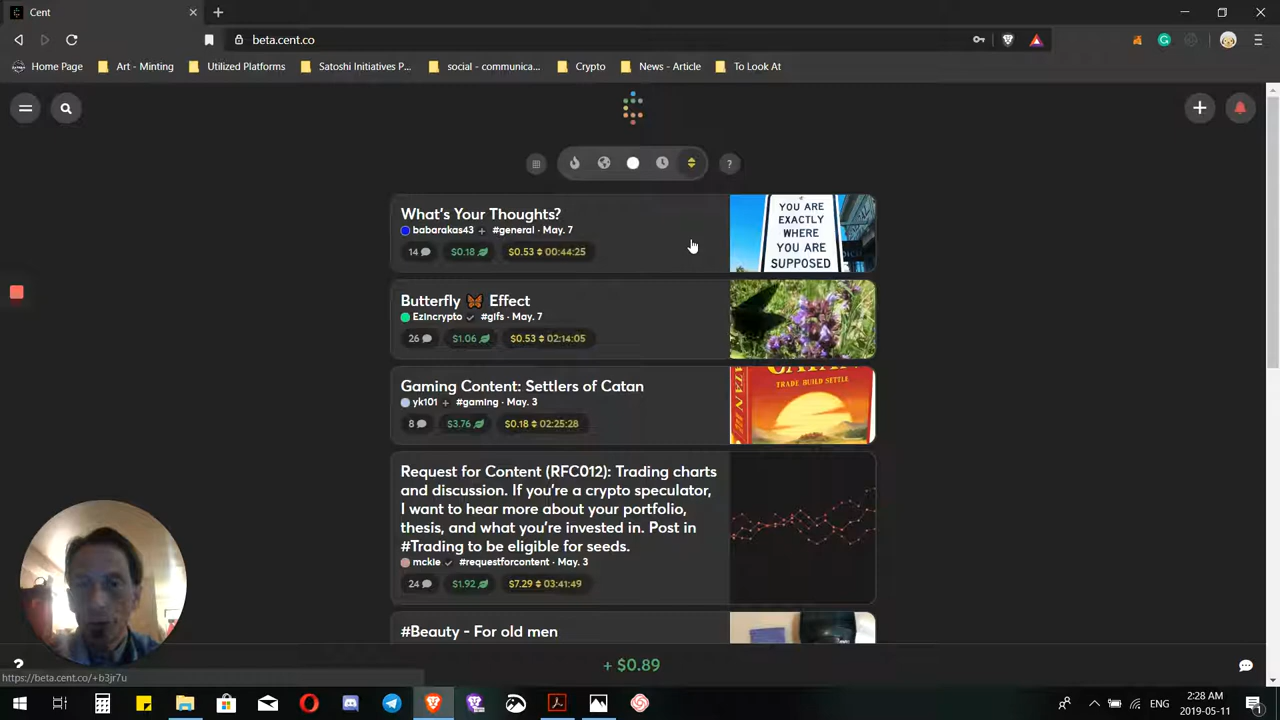 Cent
beta.cent.co
Home Page
Art - Minting
Utilized Platforms
Satoshi Initiatives P...
social - communica...
Crypto
News - Article
To Look At
?
What's Your Thoughts?
babarakas43 + #general · May. 7
14 $0.18 $0.53 00:44:25
YOU ARE
EXACTLY
WHERE
YOU ARE
SUPPOSED
Butterfly 🦋 Effect
EzIncrypto #gifs · May. 7
26 $1.06 $0.53 02:14:05
Gaming Content: Settlers of Catan
yk101 + #gaming · May. 3
8 $3.76 $0.18 02:25:28
CATAN
TRADE BUILD SETTLE
Request for Content (RFC012): Trading charts
and discussion. If you're a crypto speculator,
I want to hear more about your portfolio,
thesis, and what you're invested in. Post in
#Trading to be eligible for seeds.
mckie #requestforcontent · May. 3
24 $1.92 $7.29 03:41:49
#Beauty - For old men
+ $0.89
?
https://beta.cent.co/+b3jr7u
ENG
2:28 AM
2019-05-11
1